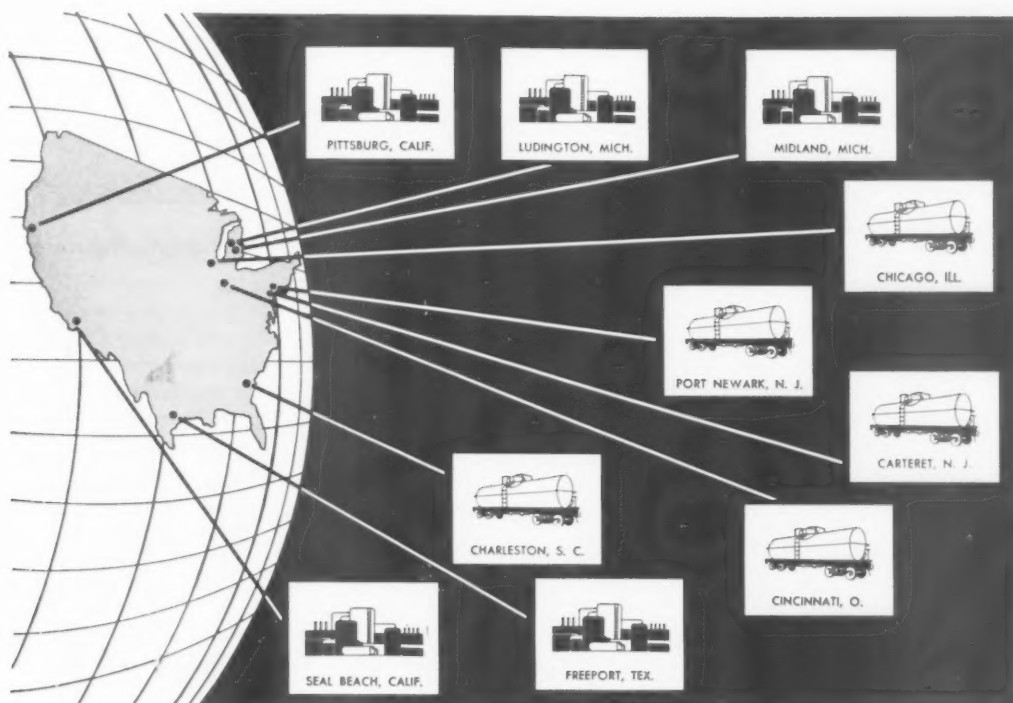 PITTSBURG, CALIF.
LUDINGTON, MICH.
MIDLAND, MICH.
CHICAGO, ILL.
PORT NEWARK, N. J.
CARTERET, N. J.
CHARLESTON, S. C.
CINCINNATI, O.
SEAL BEACH, CALIF.
FREEPORT, TEX.